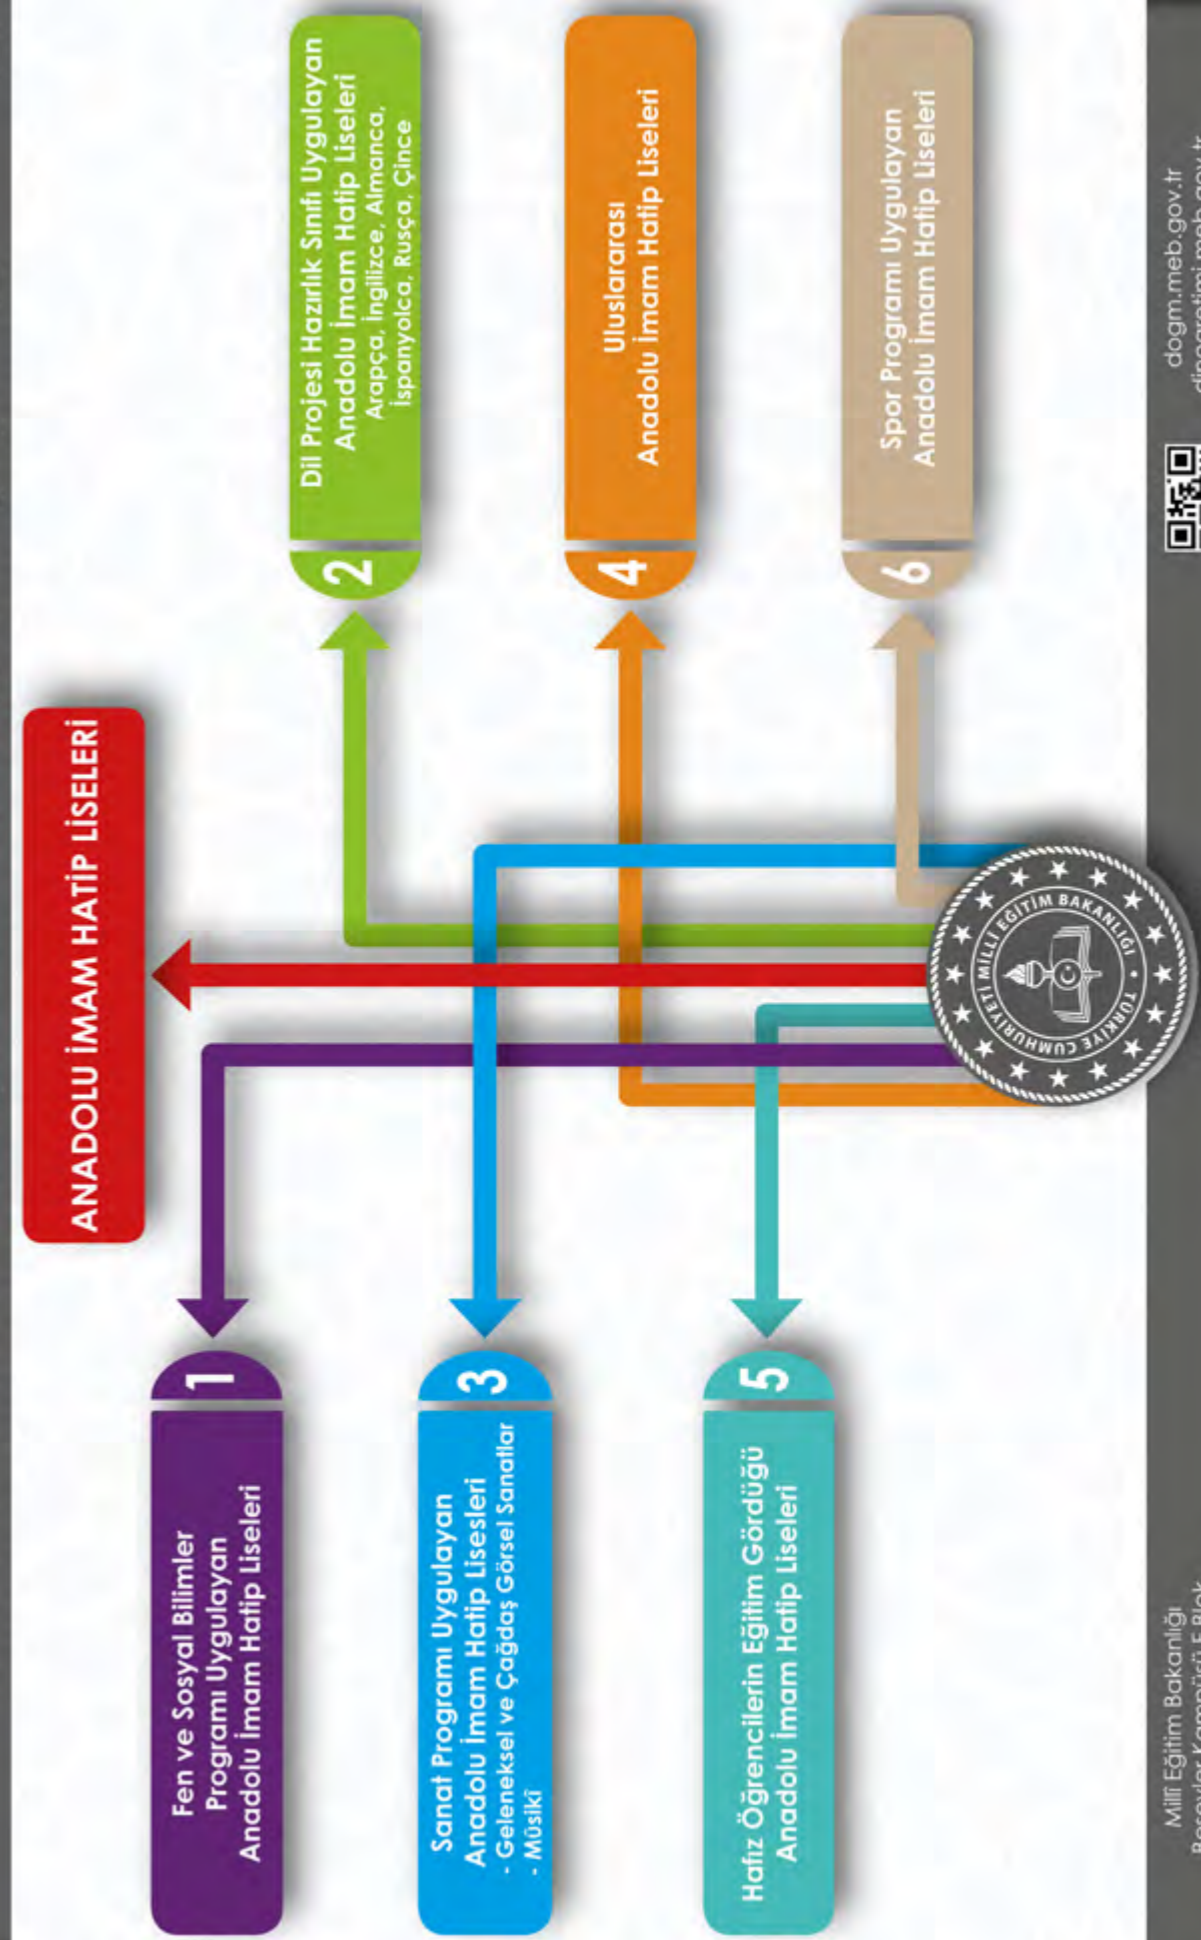 ANADOLU İMAM HATİP LİSELERİ
1
Fen ve Sosyal Bilimler
Programı Uygulayan
Anadolu İmam Hatip Liseleri
2
Dil Projesi Hazırlık Sınıfı Uygulayan
Anadolu İmam Hatip Liseleri
Arapça, İngilizce, Almanca,
İspanyolca, Rusça, Çince
3
Sanat Programı Uygulayan
Anadolu İmam Hatip Lisesleri
- Geleneksel ve Çağdaş Görsel Sanatlar
- Mûsikî
4
Uluslararası
Anadolu İmam Hatip Liseleri
5
Hafız Öğrencilerin Eğitim Gördüğü
Anadolu İmam Hatip Liseleri
6
Spor Programı Uygulayan
Anadolu İmam Hatip Liseleri
TÜRKİYE CUMHURİYETİ MİLLİ EĞİTİM BAKANLIĞI
Millî Eğitim Bakanlığı
dogm.meb.gov.tr